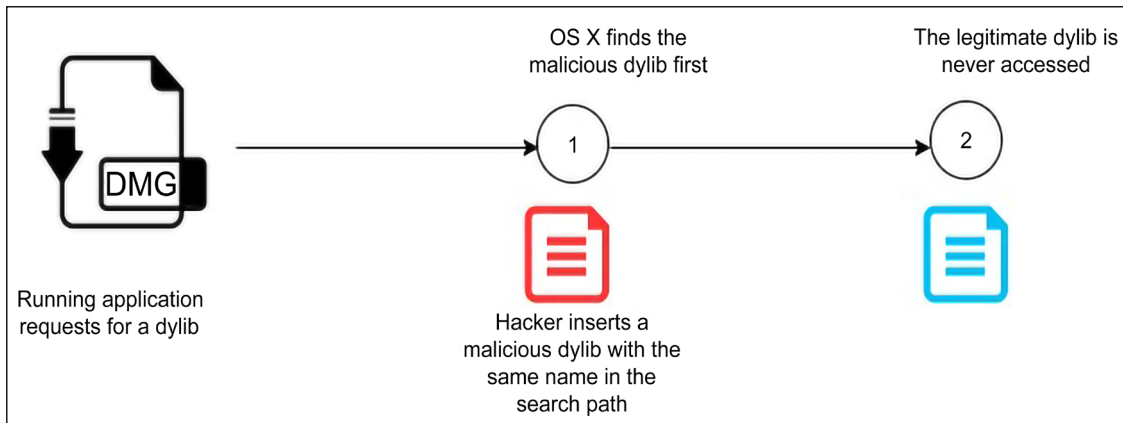 DMG
Running application
requests for a dylib
OS X finds the
malicious dylib first
1
Hacker inserts a
malicious dylib with the
same name in the
search path
The legitimate dylib is
never accessed
2